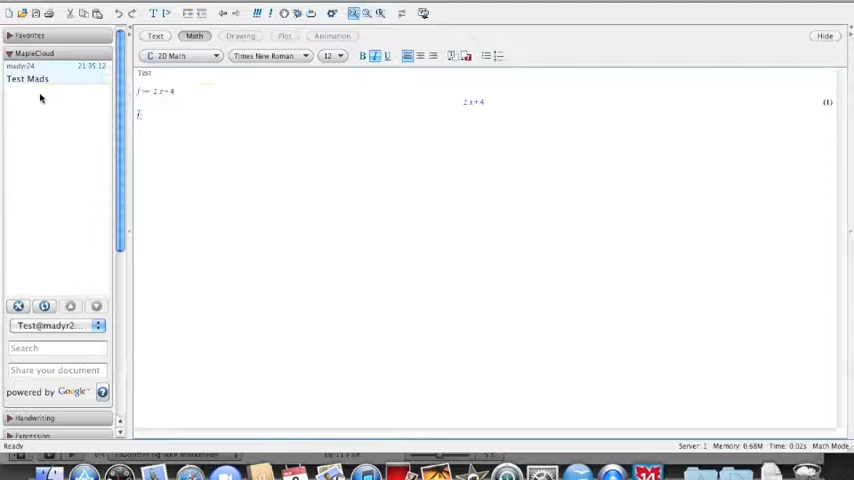 Favorites
MapleCloud
madyr24 21:35 12
Test Mads
Test@madyr2...
Search
Share your document
powered by Google™
Handwriting
Expression
Text Math Drawing Plot Animation Hide
2D Math Times New Roman 12 B I U
Test
2x+4 (1)
Ready Server: 1 Memory: 0.68M Time: 0.02s Math Mode